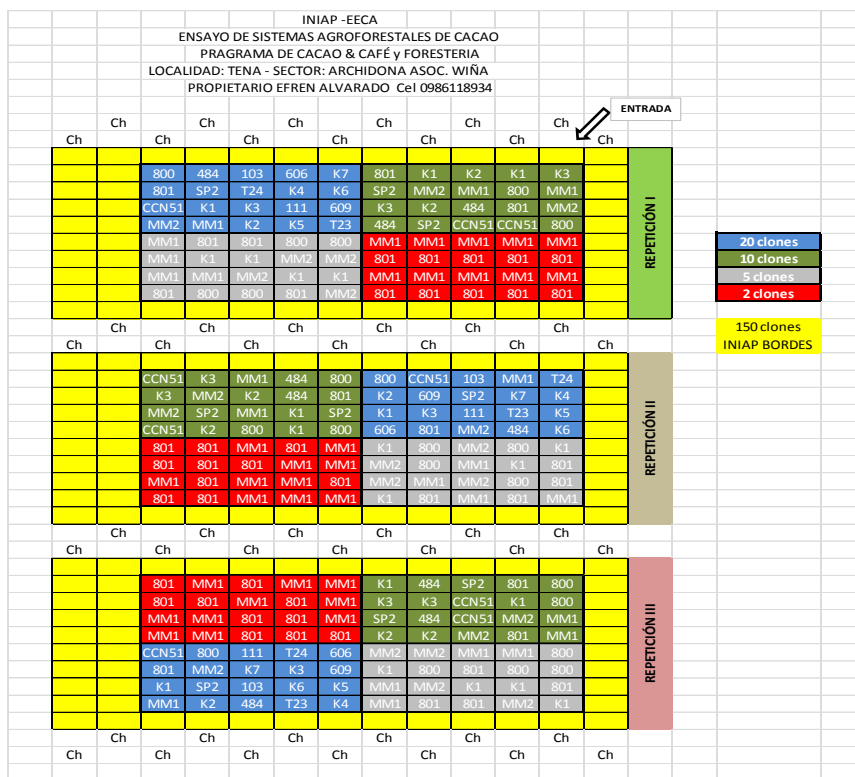 INIAP -EECA
ENSAYO DE SISTEMAS AGROFORESTALES DE CACAO
PRAGRAMA DE CACAO & CAFÉ y FORESTERIA
LOCALIDAD: TENA - SECTOR: ARCHIDONA ASOC. WIÑA
PROPIETARIO EFREN ALVARADO Cel 0986118934
ENTRADA
Ch Ch Ch Ch Ch Ch
Ch Ch Ch Ch Ch Ch Ch
800 484 103 606 K7 801 K1 K2 K1 K3
801 SP2 T24 K4 K6 SP2 MM2 MM1 800 MM1
CCN51 K1 K3 111 609 K3 K2 484 801 MM2
MM2 MM1 K2 K5 T23 484 SP2 CCN51 CCN51 800
MM1 801 801 800 800 MM1 MM1 MM1 MM1 MM1
MM1 K1 K1 MM2 MM2 801 801 801 801 801
MM1 MM1 MM2 K1 K1 MM1 MM1 MM1 MM1 MM1
801 800 800 801 MM2 801 801 801 801 801
REPETICIÓN I
20 clones
10 clones
5 clones
2 clones
150 clones
INIAP BORDES
Ch Ch Ch Ch Ch Ch
Ch Ch Ch Ch Ch Ch Ch
CCN51 K3 MM1 484 800 800 CCN51 103 MM1 T24
K3 MM2 K2 484 801 K2 609 SP2 K7 K4
MM2 SP2 MM1 K1 SP2 K1 K3 111 T23 K5
CCN51 K2 800 K1 800 606 801 MM2 484 K6
801 801 MM1 801 MM1 K1 800 MM2 800 K1
801 801 801 MM1 MM1 MM2 800 MM1 K1 801
MM1 801 MM1 MM1 801 MM2 MM1 MM2 800 801
801 801 MM1 MM1 MM1 K1 801 MM1 801 MM1
REPETICIÓN II
Ch Ch Ch Ch Ch Ch
Ch Ch Ch Ch Ch Ch Ch
801 MM1 801 MM1 MM1 K1 484 SP2 801 800
801 801 MM1 801 MM1 K3 K3 CCN51 K1 800
MM1 MM1 801 801 MM1 SP2 484 CCN51 MM2 MM1
MM1 MM1 801 801 801 K2 K2 MM2 801 MM1
CCN51 800 111 T24 606 MM2 MM2 MM1 MM1 800
801 MM2 K7 K3 609 K1 800 801 800 800
K1 SP2 103 K6 K5 MM1 MM2 K1 K1 801
MM1 K2 484 T23 K4 MM1 801 801 MM2 K1
REPETICIÓN III
Ch Ch Ch Ch Ch Ch
Ch Ch Ch Ch Ch Ch Ch